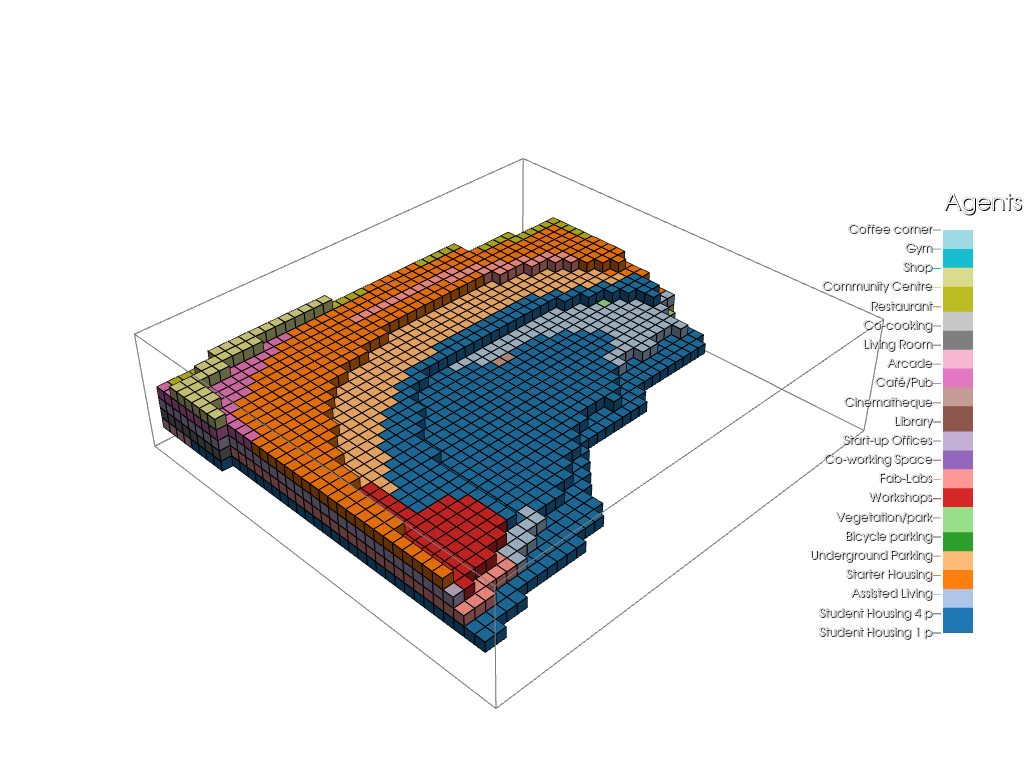 Agents
Coffee corner
Gym
Shop
Community Centre
Restaurant
Co-cooking
Living Room
Arcade
Café/Pub
Cinematheque
Library
Start-up Offices
Co-working Space
Fab-Labs
Workshops
Vegetation/park
Bicycle parking
Underground Parking
Starter Housing
Assisted Living
Student Housing 4 p
Student Housing 1 p